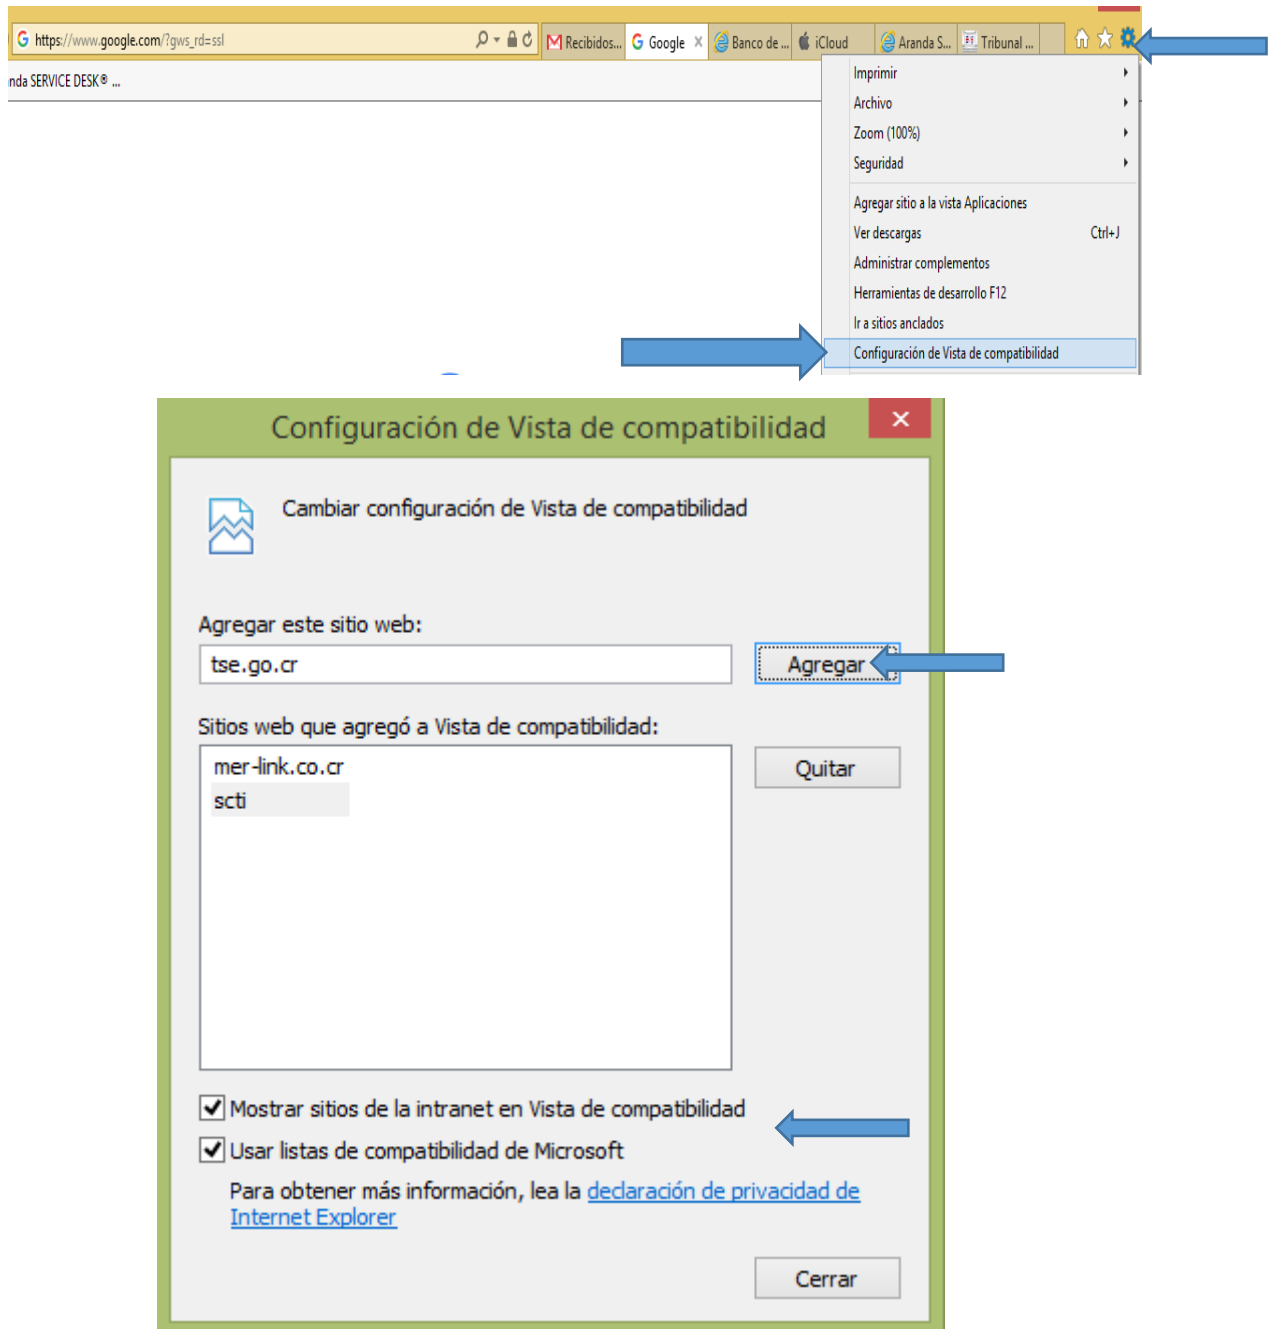 https://www.google.com/?gws_rd=ssl
Recibidos...
Google
Banco de ...
iCloud
Aranda S...
Tribunal ...
nda SERVICE DESK® ...
Imprimir
Archivo
Zoom (100%)
Seguridad
Agregar sitio a la vista Aplicaciones
Ver descargas Ctrl+J
Administrar complementos
Herramientas de desarrollo F12
Ir a sitios anclados
Configuración de Vista de compatibilidad
Configuración de Vista de compatibilidad
Cambiar configuración de Vista de compatibilidad
Agregar este sitio web:
tse.go.cr
Agregar
Sitios web que agregó a Vista de compatibilidad:
mer-link.co.cr
Quitar
scti
Mostrar sitios de la intranet en Vista de compatibilidad
Usar listas de compatibilidad de Microsoft
Para obtener más información, lea la declaración de privacidad de
Internet Explorer
Cerrar